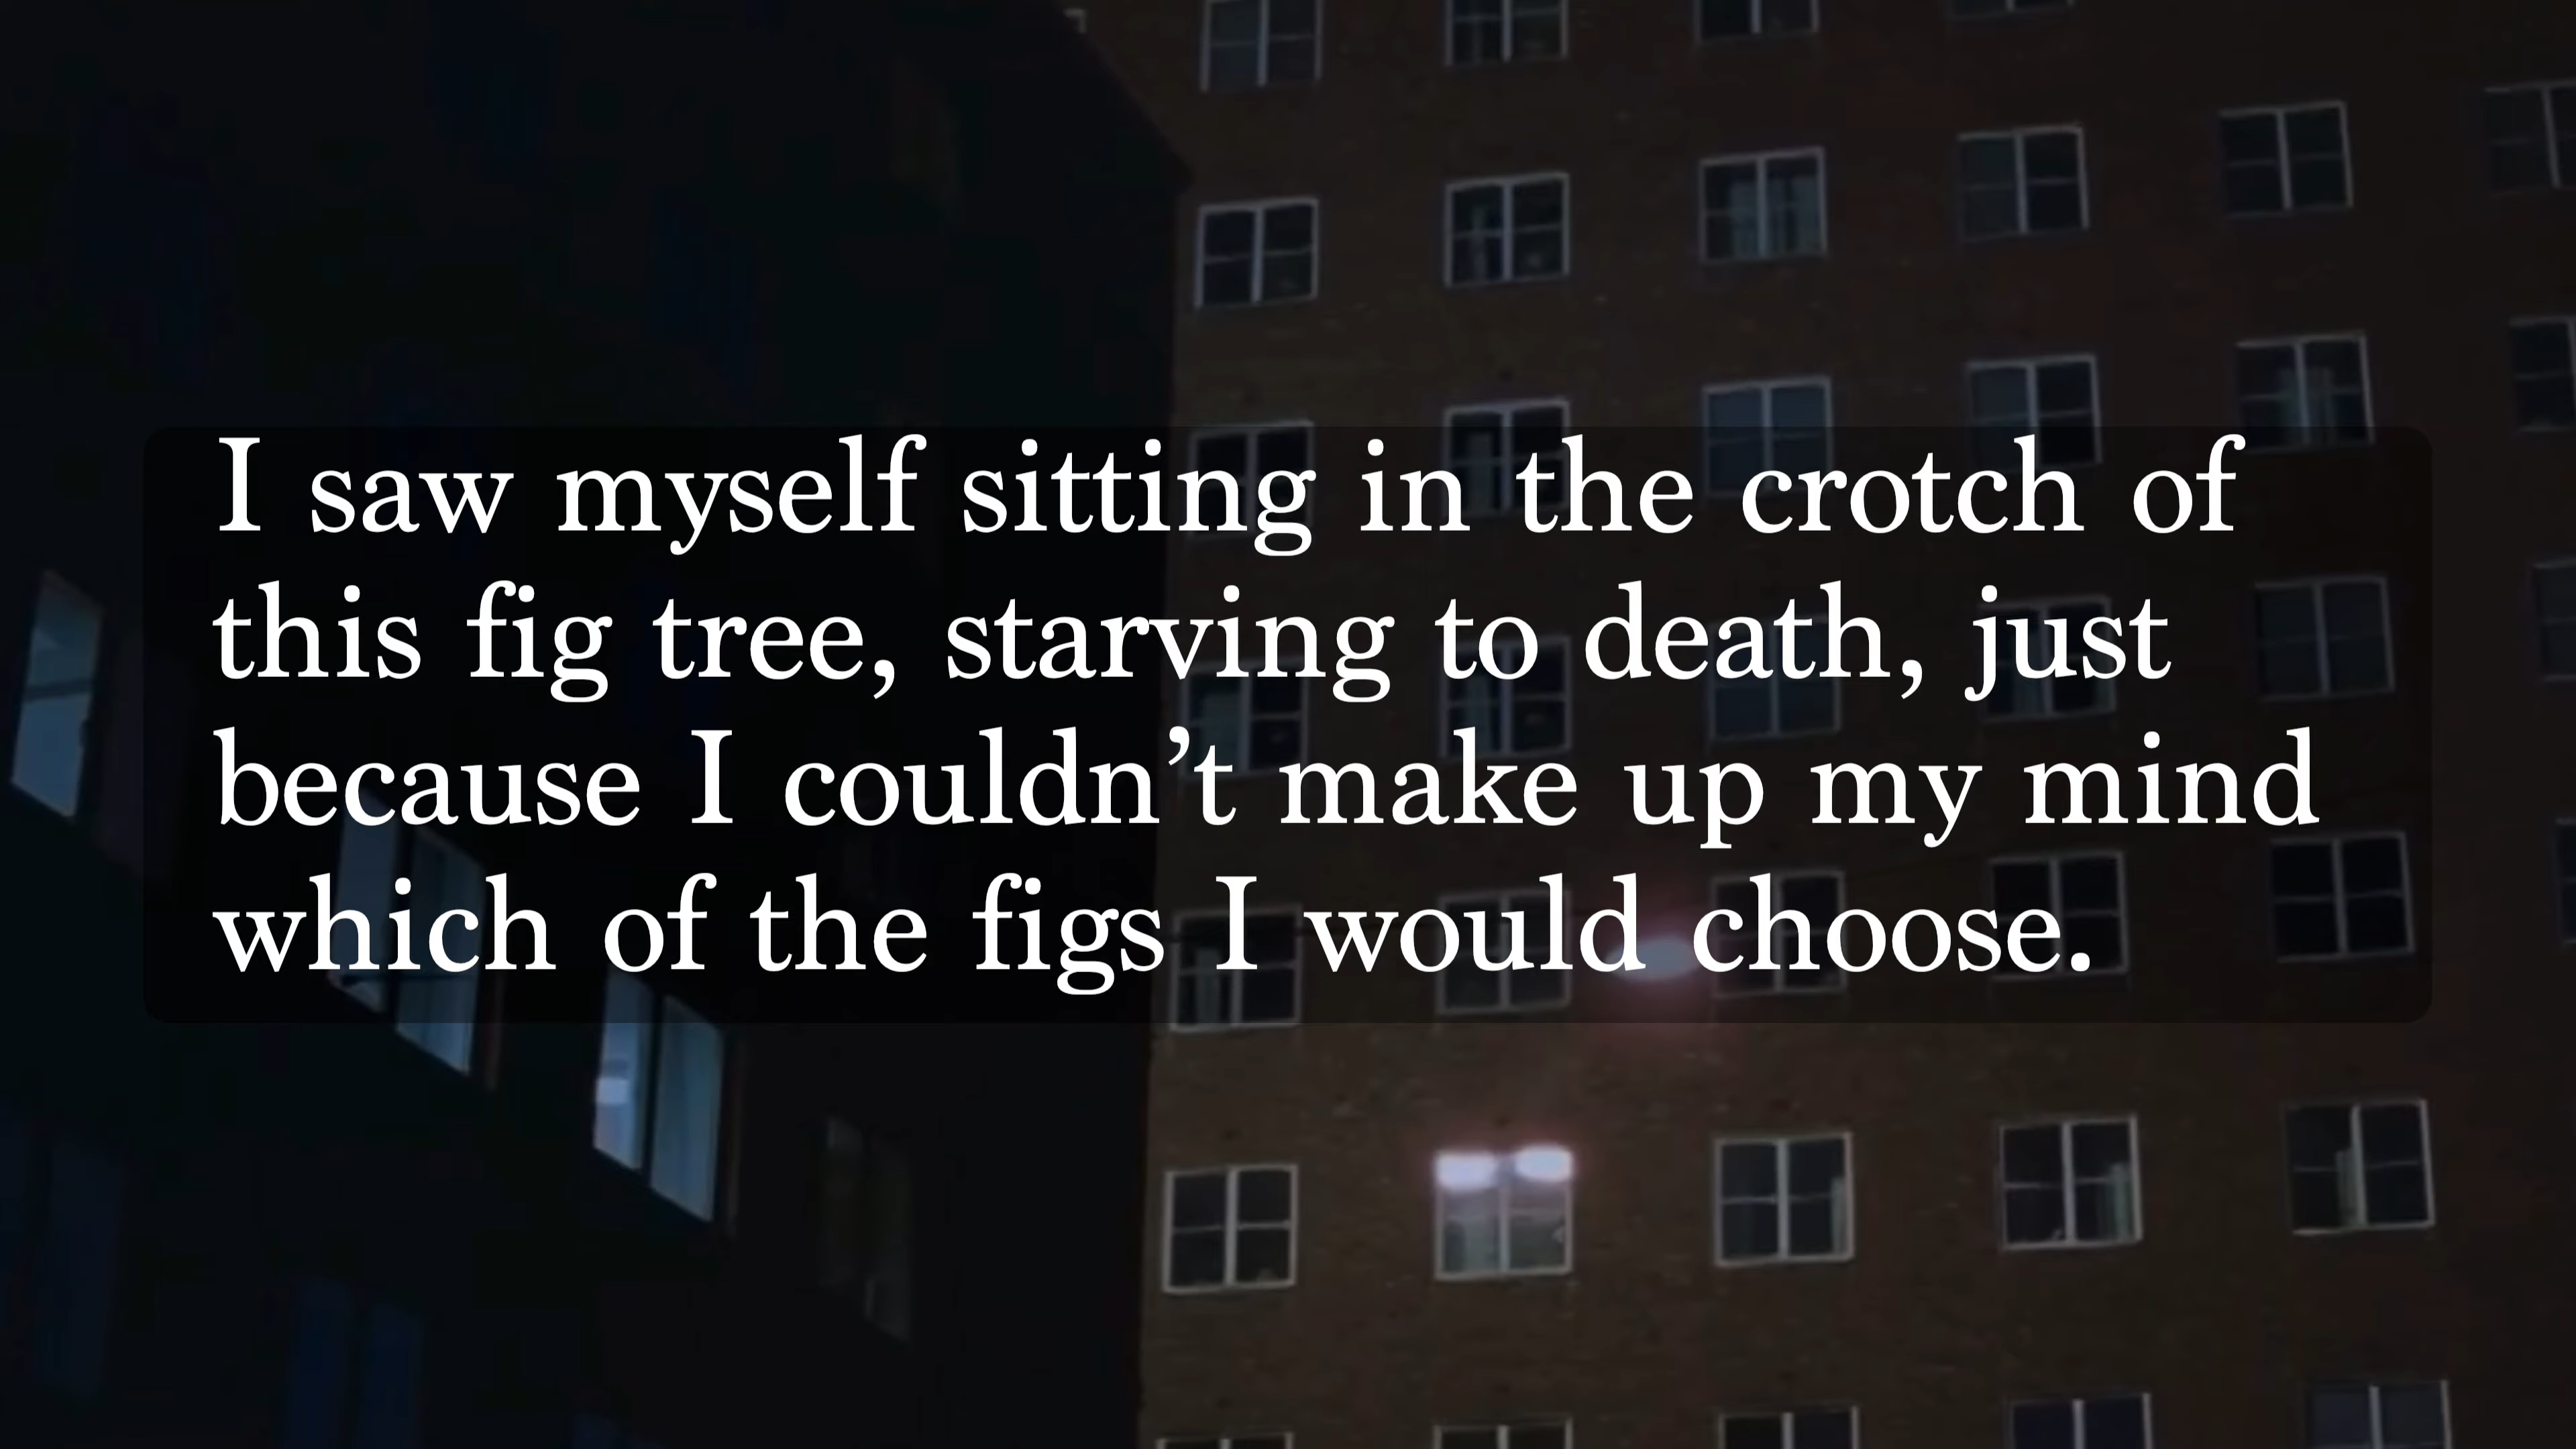 I saw myself sitting in the crotch of
this fig tree, starving to death, just
because I couldn’t make up my mind
which of the figs I would choose.